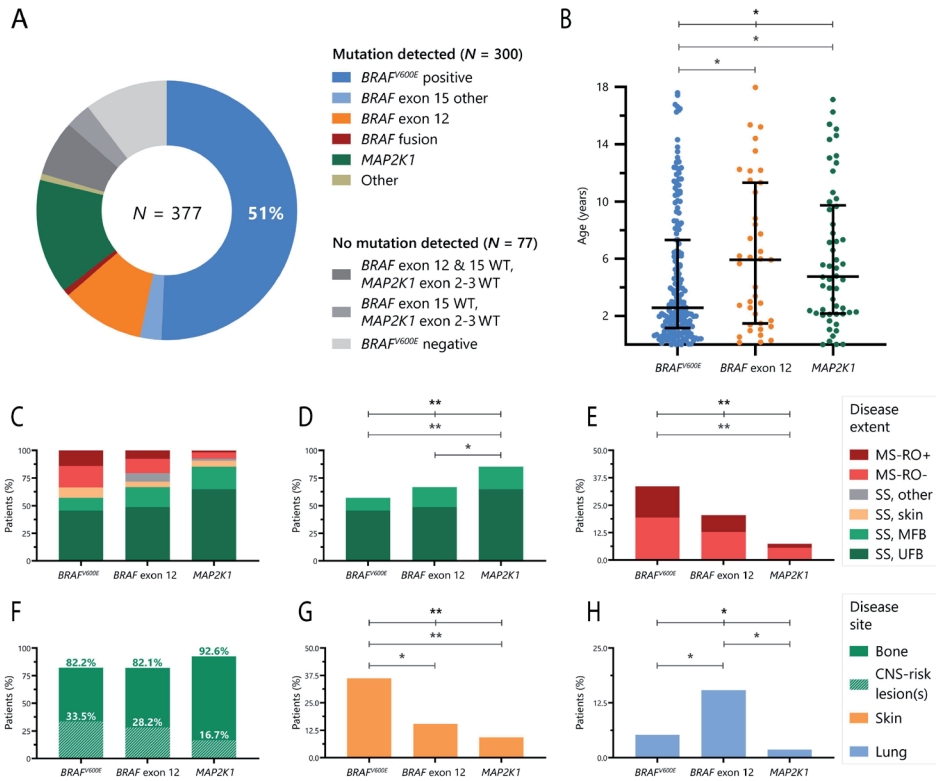 A
Mutation detected (N = 300)
BRAFV600E positive
BRAF exon 15 other
BRAF exon 12
BRAF fusion
MAP2K1
Other
N = 377
51%
No mutation detected (N = 77)
BRAF exon 12 & 15 WT,
MAP2K1 exon 2-3 WT
BRAF exon 15 WT,
MAP2K1 exon 2-3 WT
BRAFV600E negative
B
*
*
*
Age (years)
18
14
10
6
2
BRAFV600E
BRAF exon 12
MAP2K1
C
Patients (%)
100
75
50
25
0
BRAFV600E
BRAF exon 12
MAP2K1
D
**
**
*
Patients (%)
100
75
50
25
0
BRAFV600E
BRAF exon 12
MAP2K1
E
**
**
Patients (%)
50.0
37.5
25.0
12.5
0.0
BRAFV600E
BRAF exon 12
MAP2K1
Disease
extent
MS-RO+
MS-RO-
SS, other
SS, skin
SS, MFB
SS, UFB
F
Patients (%)
100
75
50
25
0
82.2%
82.1%
92.6%
33.5%
28.2%
16.7%
BRAFV600E
BRAF exon 12
MAP2K1
G
**
**
*
Patients (%)
50.0
37.5
25.0
12.5
0.0
BRAFV600E
BRAF exon 12
MAP2K1
H
*
*
*
Patients (%)
25.0
12.5
0.0
BRAFV600E
BRAF exon 12
MAP2K1
Disease
site
Bone
CNS-risk
lesion(s)
Skin
Lung